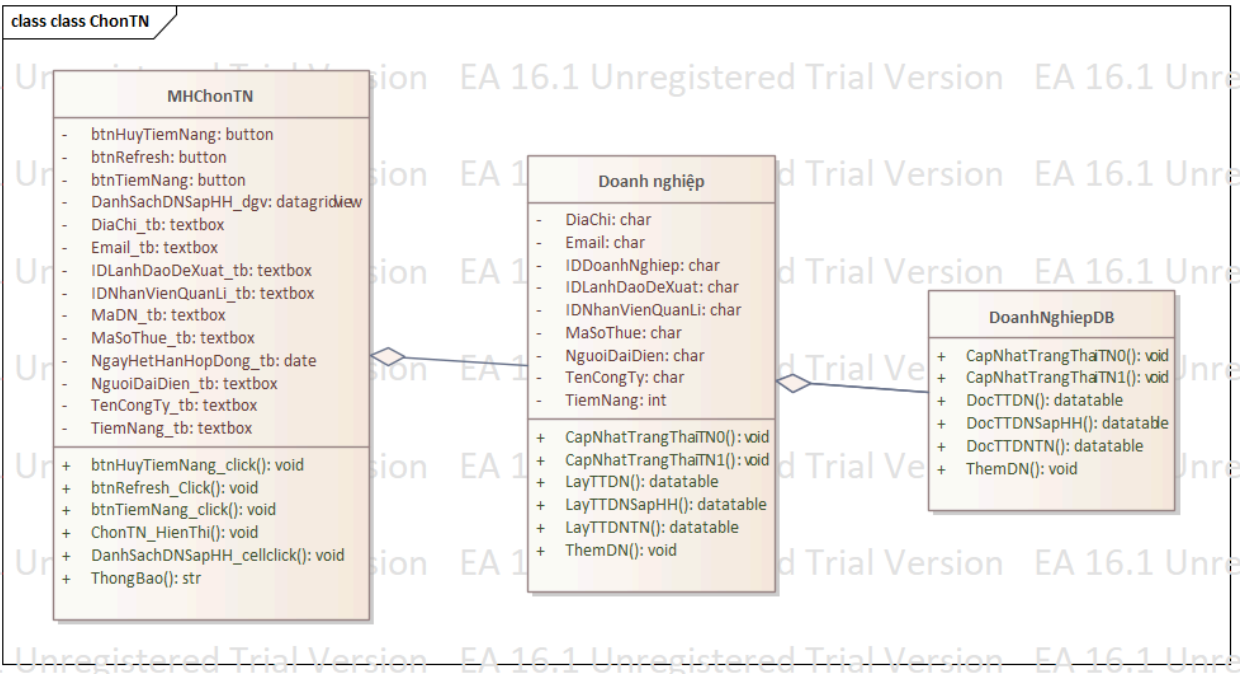 class class ChonTN
MHChonTN
- btnHuyTiemNang: button
- btnRefresh: button
- btnTiemNang: button
- DanhSachDNSapHH_dgv: datagridview
- DiaChi_tb: textbox
- Email_tb: textbox
- IDLanhDaoDeXuat_tb: textbox
- IDNhanVienQuanLi_tb: textbox
- MaDN_tb: textbox
- MaSoThue_tb: textbox
- NgayHetHanHopDong_tb: date
- NguoiDaiDien_tb: textbox
- TenCongTy_tb: textbox
- TiemNang_tb: textbox
+ btnHuyTiemNang_click(): void
+ btnRefresh_Click(): void
+ btnTiemNang_click(): void
+ ChonTN_HienThi(): void
+ DanhSachDNSapHH_cellclick(): void
+ ThongBao(): str
Doanh nghiệp
- DiaChi: char
- Email: char
- IDDoanhNghiep: char
- IDLanhDaoDeXuat: char
- IDNhanVienQuanLi: char
- MaSoThue: char
- NguoiDaiDien: char
- TenCongTy: char
- TiemNang: int
+ CapNhatTrangThaiTN0(): void
+ CapNhatTrangThaiTN1(): void
+ LayTTDN(): datatable
+ LayTTDNSapHH(): datatable
+ LayTTDNTN(): datatable
+ ThemDN(): void
DoanhNghiepDB
+ CapNhatTrangThaiTN0(): void
+ CapNhatTrangThaiTN1(): void
+ DocTTDN(): datatable
+ DocTTDNSapHH(): datatable
+ DocTTDNTN(): datatable
+ ThemDN(): void
EA 16.1 Unregistered Trial Version